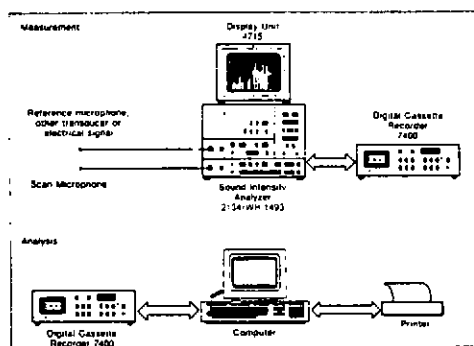 Measurement
Display Unit
4715
Reference microphone,
other transducer or
electrical signal
Digital Cassette
Recorder
7400
Scan Microphone
Sound Intensity
Analyzer
2134/WH 1493
Analysis
Digital Cassette
Recorder 7400
Computer
Printer